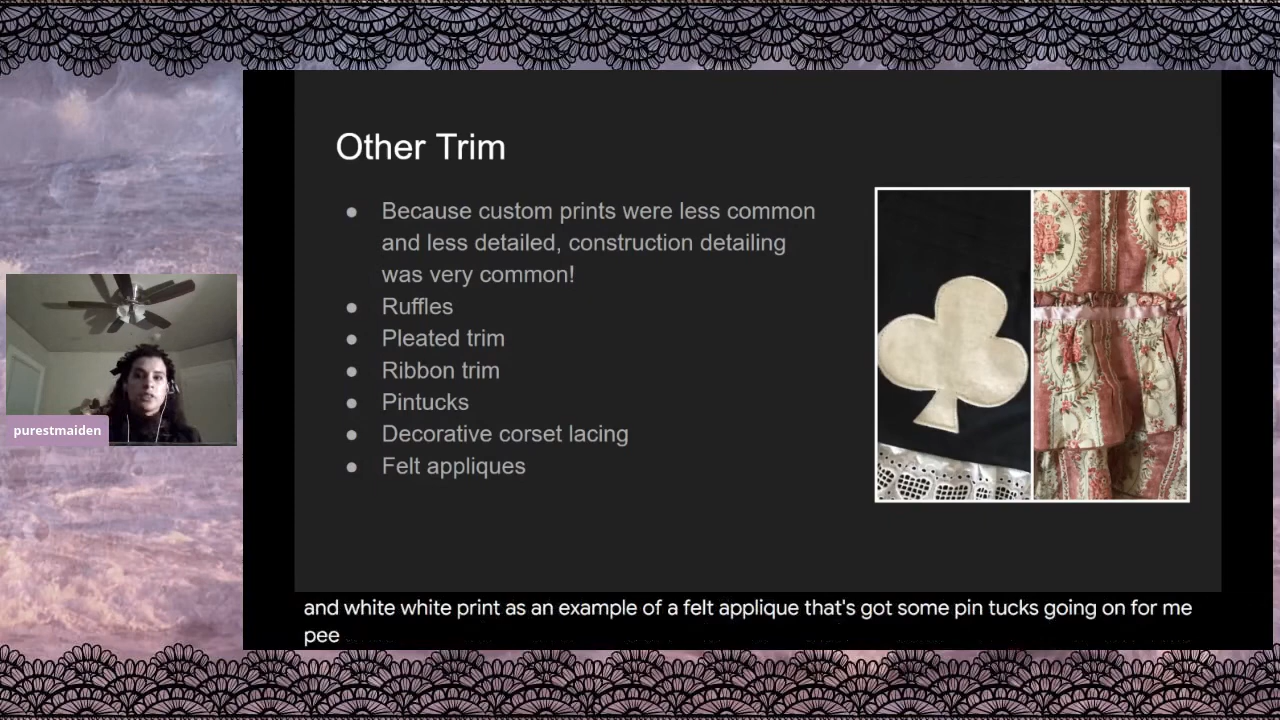 Other Trim
● Because custom prints were less common
and less detailed, construction detailing
was very common!
● Ruffles
● Pleated trim
● Ribbon trim
● Pintucks
● Decorative corset lacing
● Felt appliques
purestmaiden
and white white print as an example of a felt applique that's got some pin tucks going on for me
pee